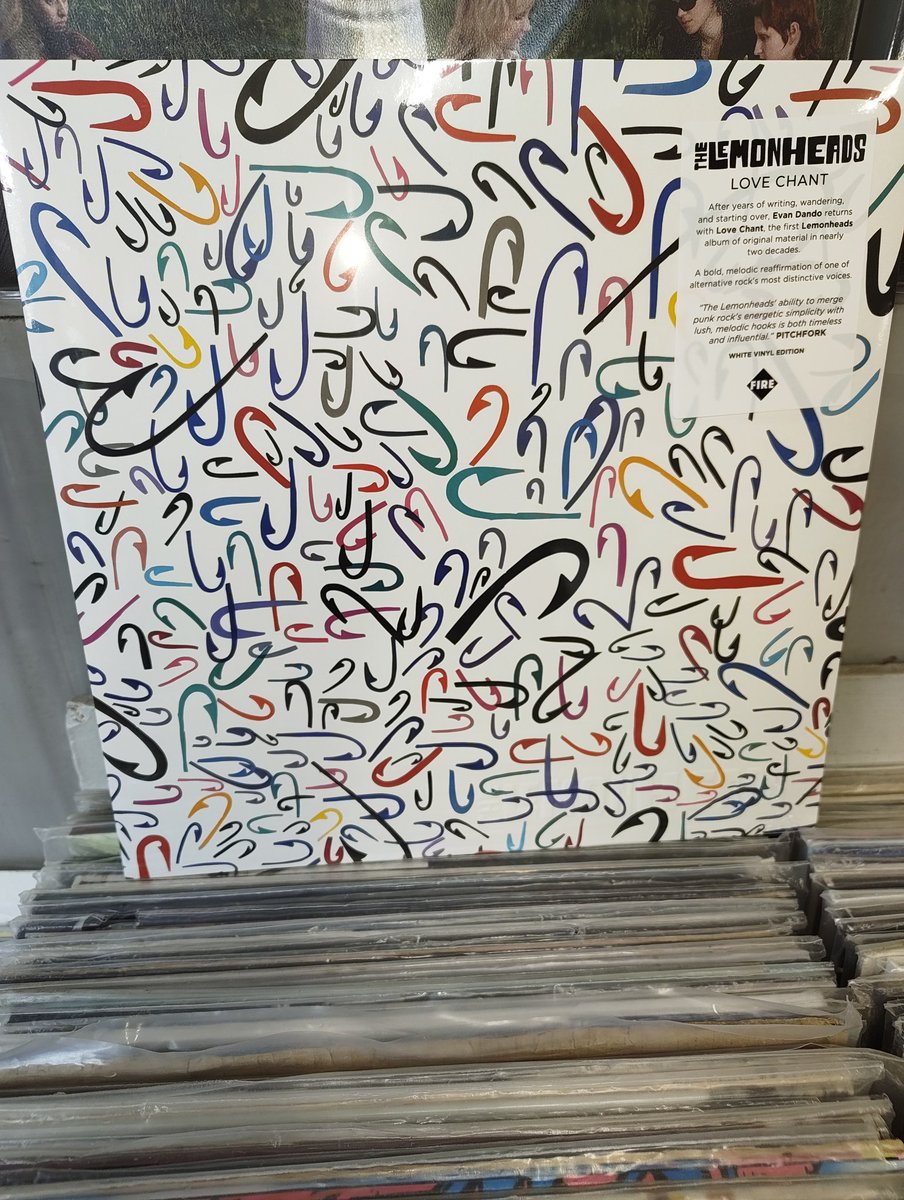 THE LEMONHEADS
LOVE CHANT
After years of writing, wandering,
and starting over, Evan Dando returns
with Love Chant, the first Lemonheads
album of original material in nearly
two decades.
A bold, melodic reaffirmation of one of
alternative rock's most distinctive voices.
"The Lemonheads' ability to merge
punk rock's energetic simplicity with
lush, melodic hooks is both timeless
and influential." PITCHFORK
WHITE VINYL EDITION
FIRE